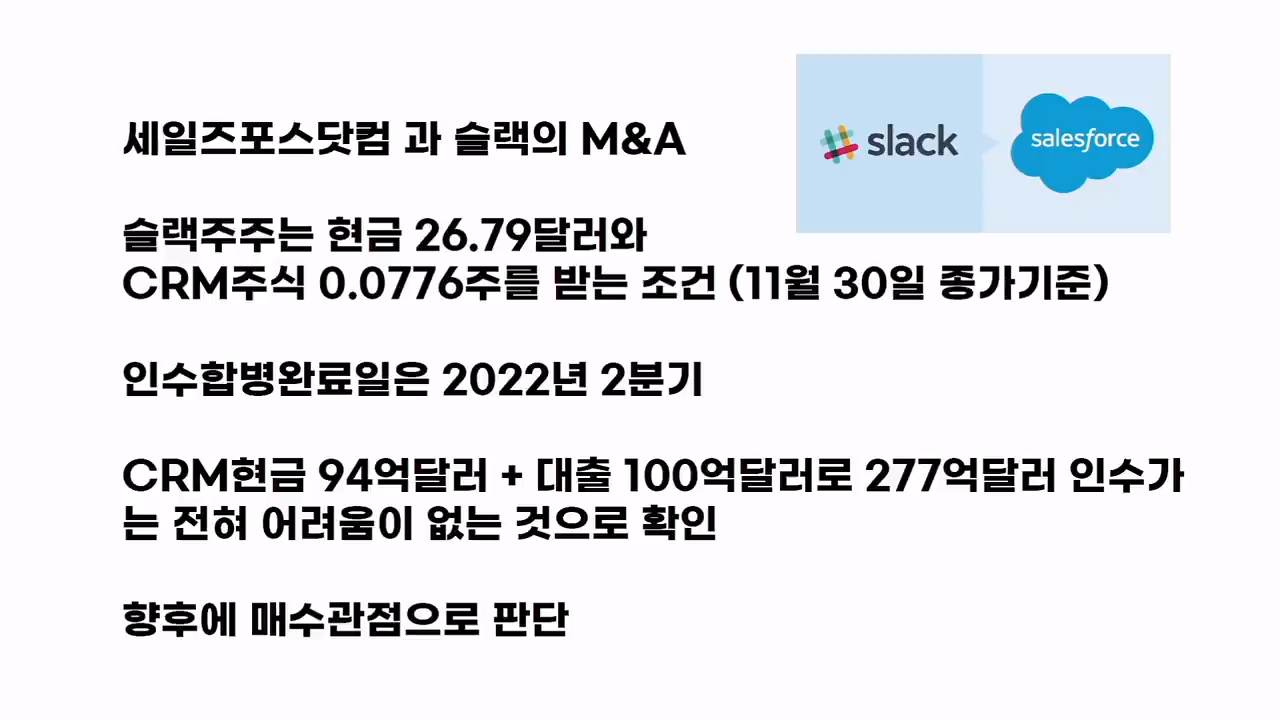 slack
salesforce
세일즈포스닷컴 과 슬랙의 M&A
슬랙주주는 현금 26.79달러와
CRM주식 0.0776주를 받는 조건 (11월 30일 종가기준)
인수합병완료일은 2022년 2분기
CRM현금 94억달러 + 대출 100억달러로 277억달러 인수가
는 전혀 어려움이 없는 것으로 확인
향후에 매수관점으로 판단